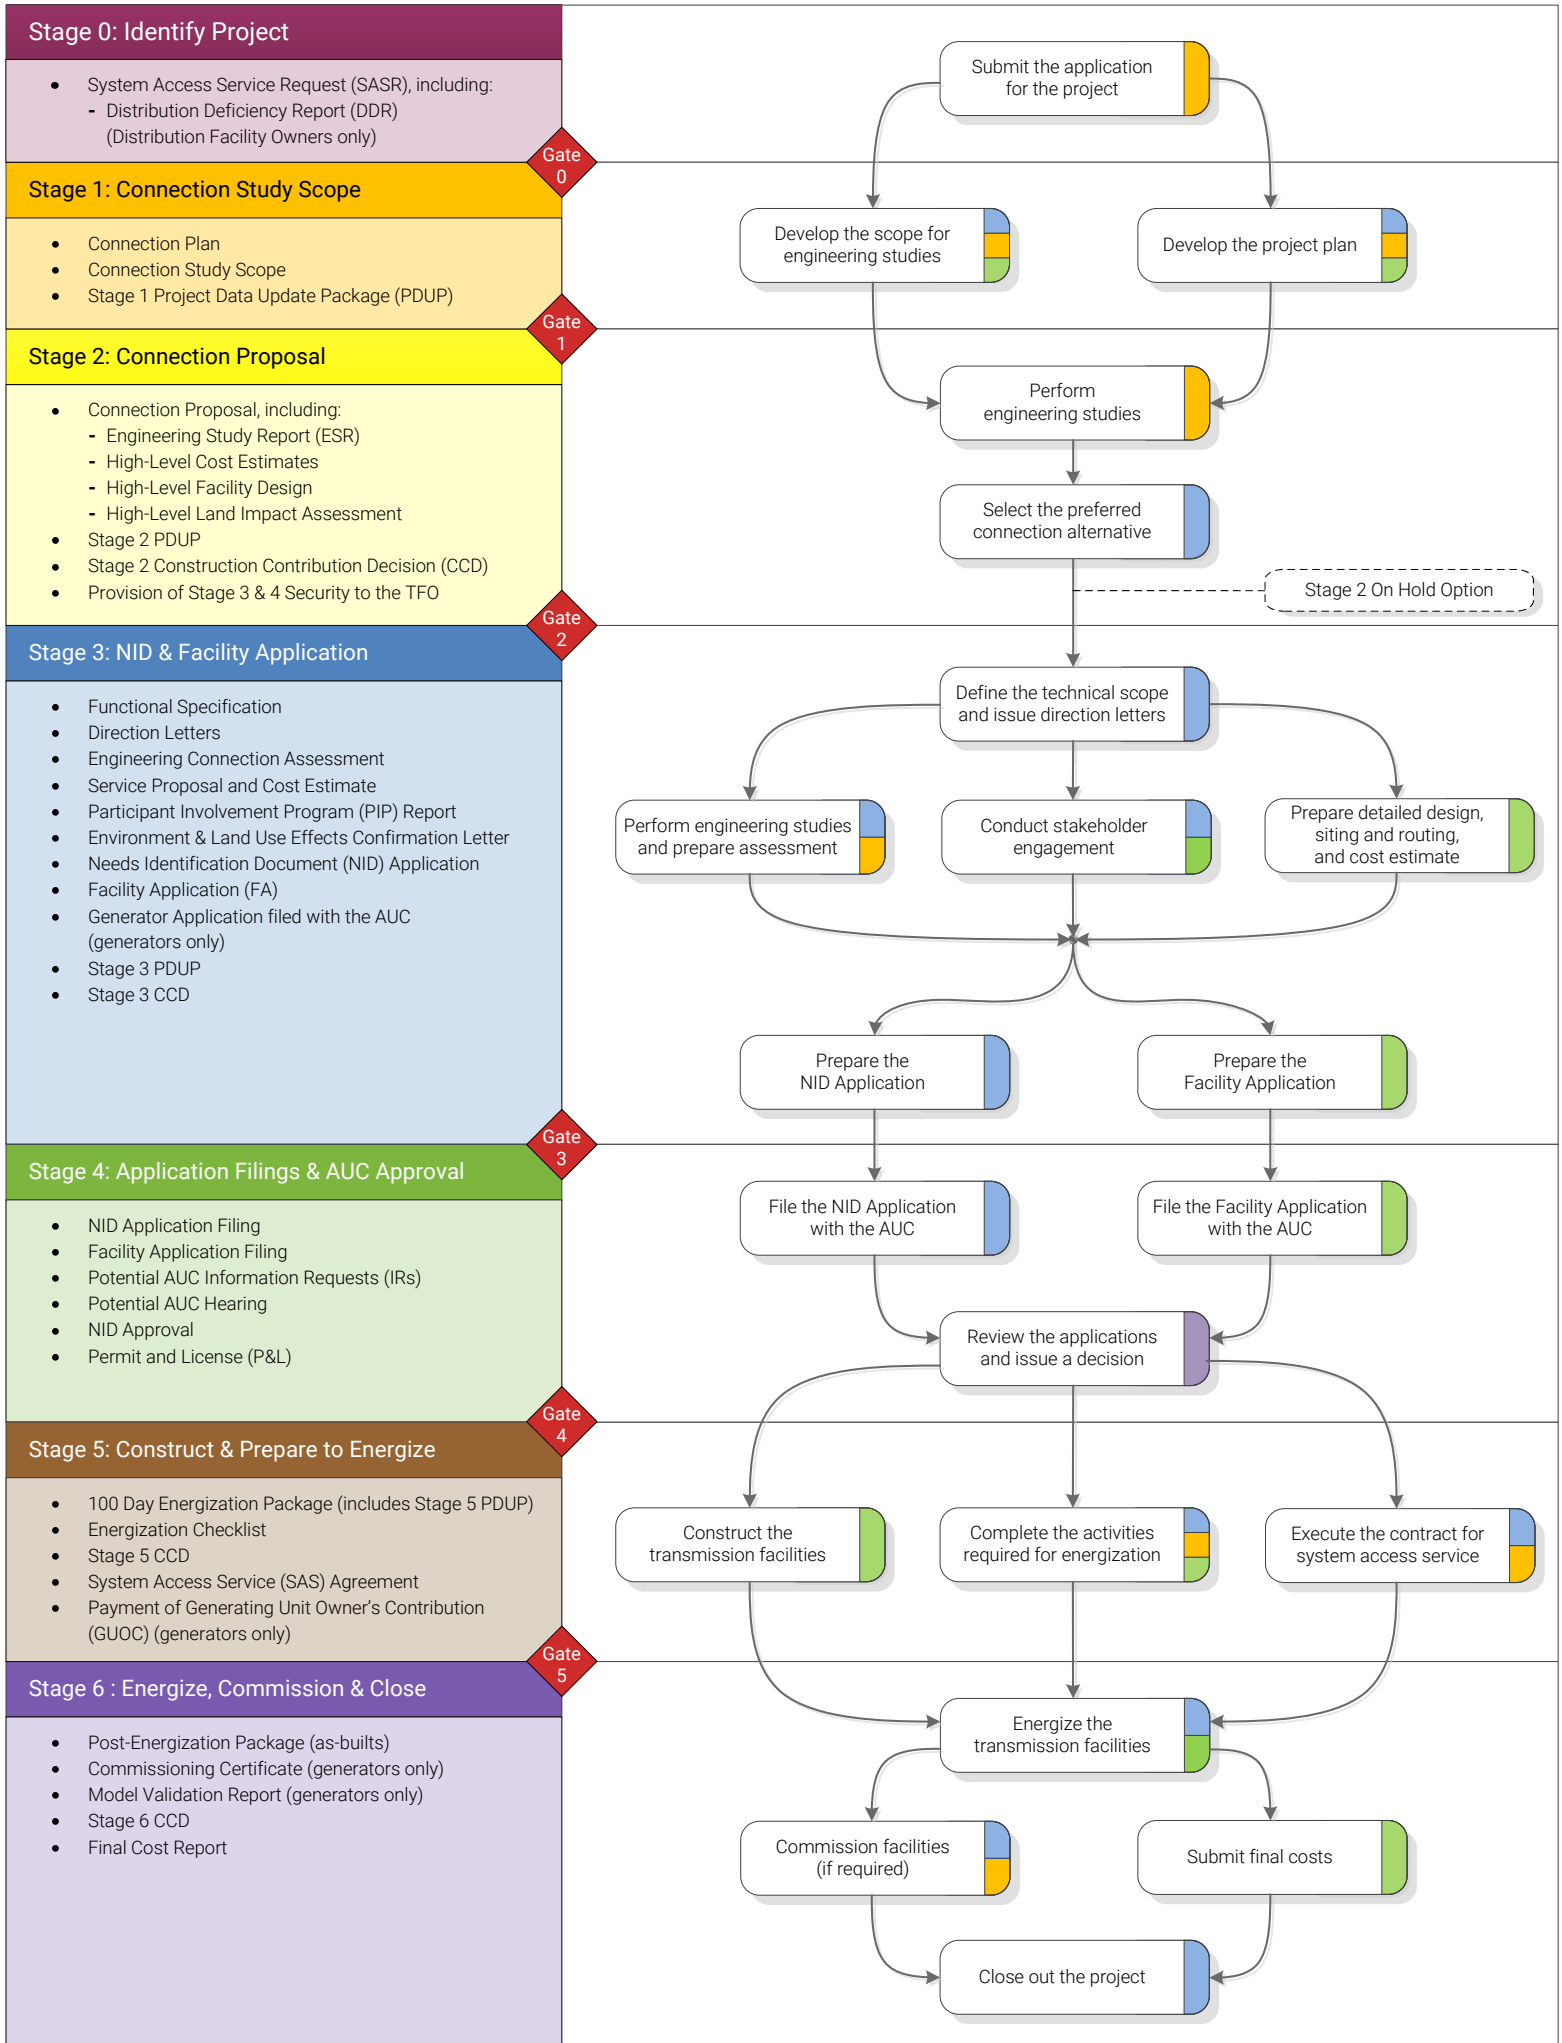 Stage 0: Identify Project
• System Access Service Request (SASR), including:
- Distribution Deficiency Report (DDR)
(Distribution Facility Owners only)
Submit the application
for the project
Gate
0
Stage 1: Connection Study Scope
• Connection Plan
• Connection Study Scope
• Stage 1 Project Data Update Package (PDUP)
Develop the scope for
engineering studies
Develop the project plan
Gate
1
Stage 2: Connection Proposal
• Connection Proposal, including:
- Engineering Study Report (ESR)
- High-Level Cost Estimates
- High-Level Facility Design
- High-Level Land Impact Assessment
• Stage 2 PDUP
• Stage 2 Construction Contribution Decision (CCD)
• Provision of Stage 3 & 4 Security to the TFO
Perform
engineering studies
Select the preferred
connection alternative
Stage 2 On Hold Option
Gate
2
Stage 3: NID & Facility Application
• Functional Specification
• Direction Letters
• Engineering Connection Assessment
• Service Proposal and Cost Estimate
• Participant Involvement Program (PIP) Report
• Environment & Land Use Effects Confirmation Letter
• Needs Identification Document (NID) Application
• Facility Application (FA)
• Generator Application filed with the AUC
(generators only)
• Stage 3 PDUP
• Stage 3 CCD
Define the technical scope
and issue direction letters
Perform engineering studies
and prepare assessment
Conduct stakeholder
engagement
Prepare detailed design,
siting and routing,
and cost estimate
Prepare the
NID Application
Prepare the
Facility Application
Gate
3
Stage 4: Application Filings & AUC Approval
• NID Application Filing
• Facility Application Filing
• Potential AUC Information Requests (IRs)
• Potential AUC Hearing
• NID Approval
• Permit and License (P&L)
File the NID Application
with the AUC
File the Facility Application
with the AUC
Review the applications
and issue a decision
Gate
4
Stage 5: Construct & Prepare to Energize
• 100 Day Energization Package (includes Stage 5 PDUP)
• Energization Checklist
• Stage 5 CCD
• System Access Service (SAS) Agreement
• Payment of Generating Unit Owner's Contribution
(GUOC) (generators only)
Construct the
transmission facilities
Complete the activities
required for energization
Execute the contract for
system access service
Gate
5
Stage 6 : Energize, Commission & Close
• Post-Energization Package (as-builts)
• Commissioning Certificate (generators only)
• Model Validation Report (generators only)
• Stage 6 CCD
• Final Cost Report
Energize the
transmission facilities
Commission facilities
(if required)
Submit final costs
Close out the project